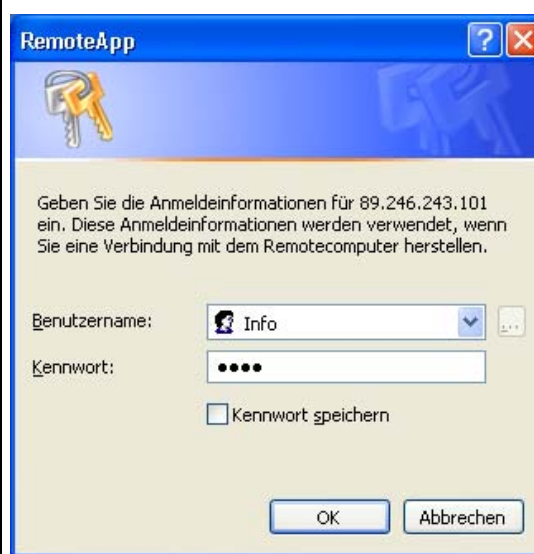 RemoteApp
Geben Sie die Anmeldeinformationen für 89.246.243.101
ein. Diese Anmeldeinformationen werden verwendet, wenn
Sie eine Verbindung mit dem Remotecomputer herstellen.
Benutzername:
Info
...
Kennwort:
••••
Kennwort speichern
OK
Abbrechen